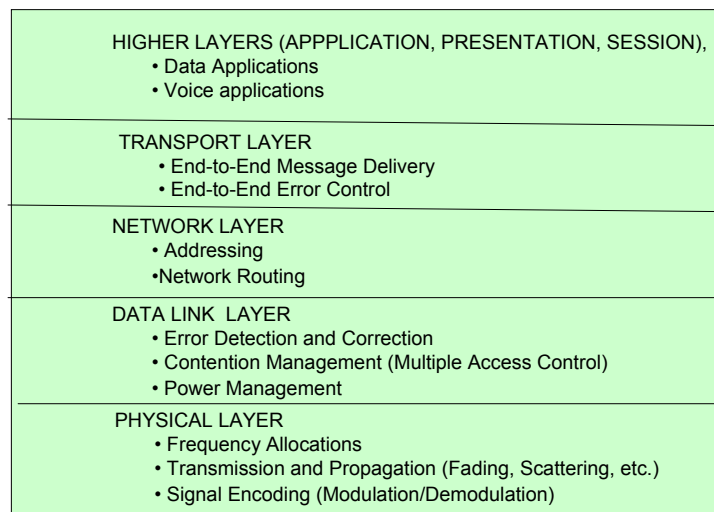 HIGHER LAYERS (APPPLICATION, PRESENTATION, SESSION),
• Data Applications
• Voice applications
TRANSPORT LAYER
• End-to-End Message Delivery
• End-to-End Error Control
NETWORK LAYER
• Addressing
•Network Routing
DATA LINK LAYER
• Error Detection and Correction
• Contention Management (Multiple Access Control)
• Power Management
PHYSICAL LAYER
• Frequency Allocations
• Transmission and Propagation (Fading, Scattering, etc.)
• Signal Encoding (Modulation/Demodulation)